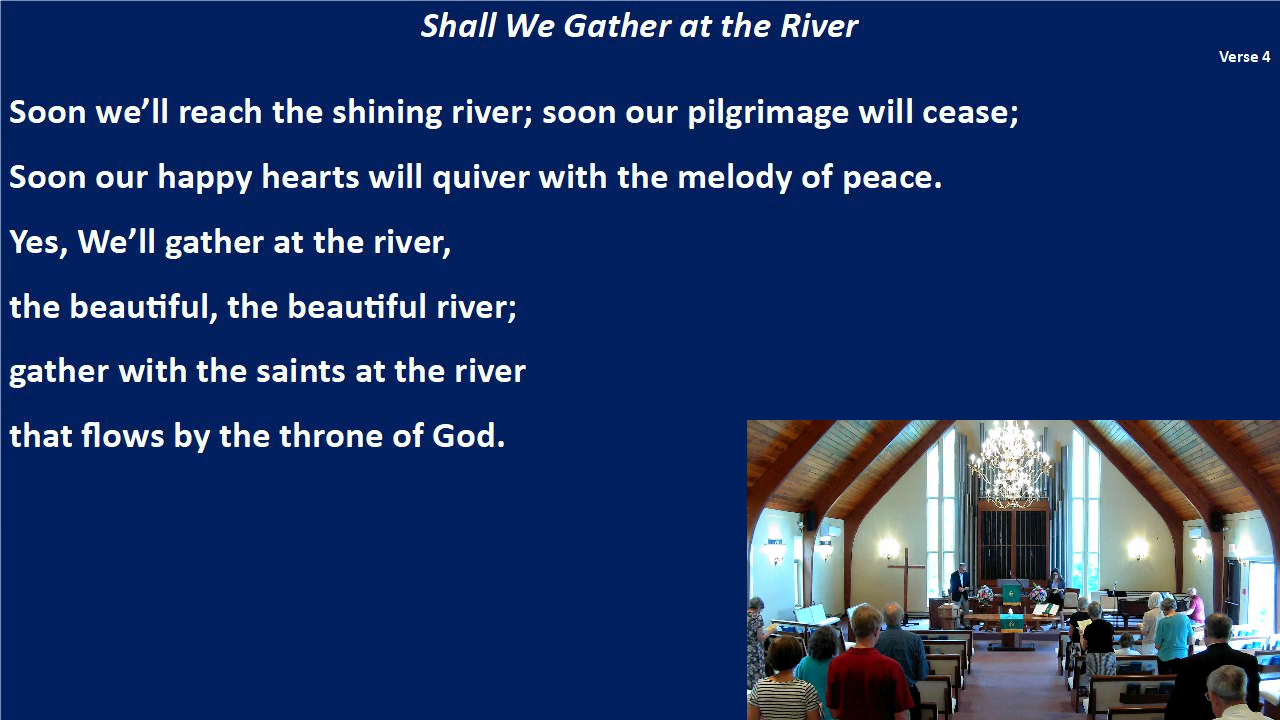 Shall We Gather at the River
Verse 4
Soon we’ll reach the shining river; soon our pilgrimage will cease;
Soon our happy hearts will quiver with the melody of peace.
Yes, We’ll gather at the river,
the beautiful, the beautiful river;
gather with the saints at the river
that flows by the throne of God.